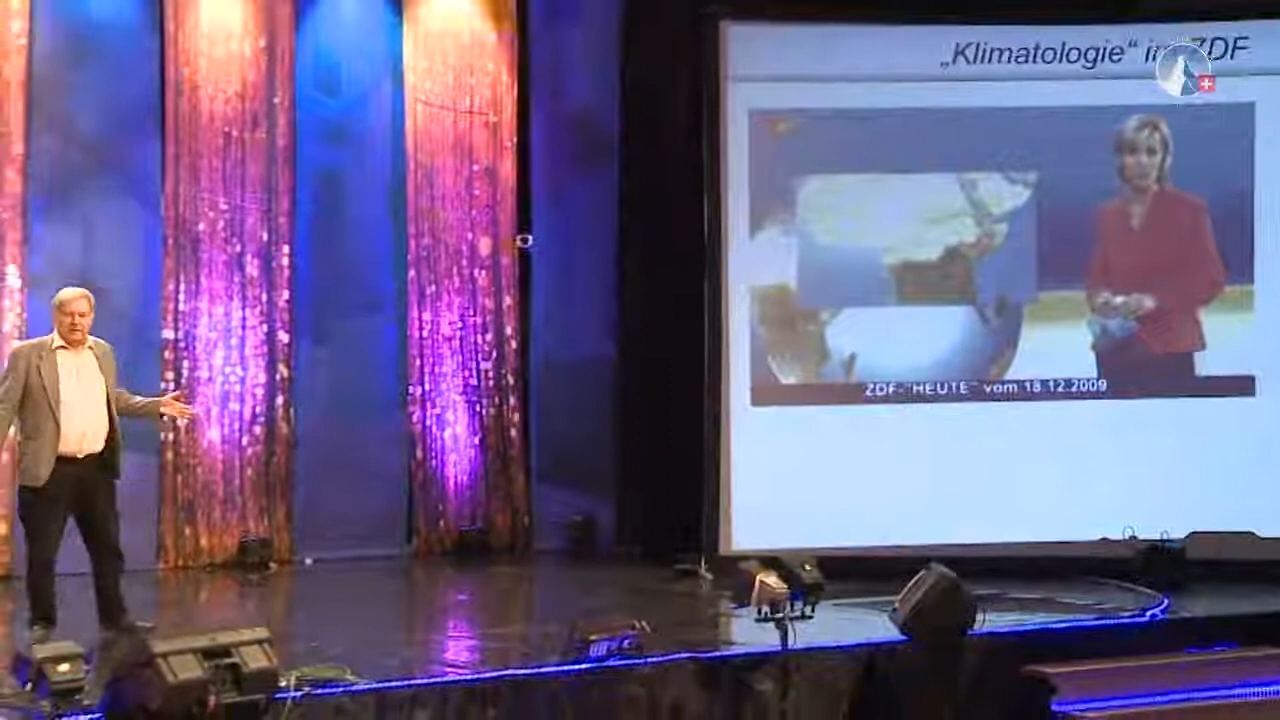 „Klimatologie“ im ZDF
ZDF-"HEUTE" vom 18.12.2009